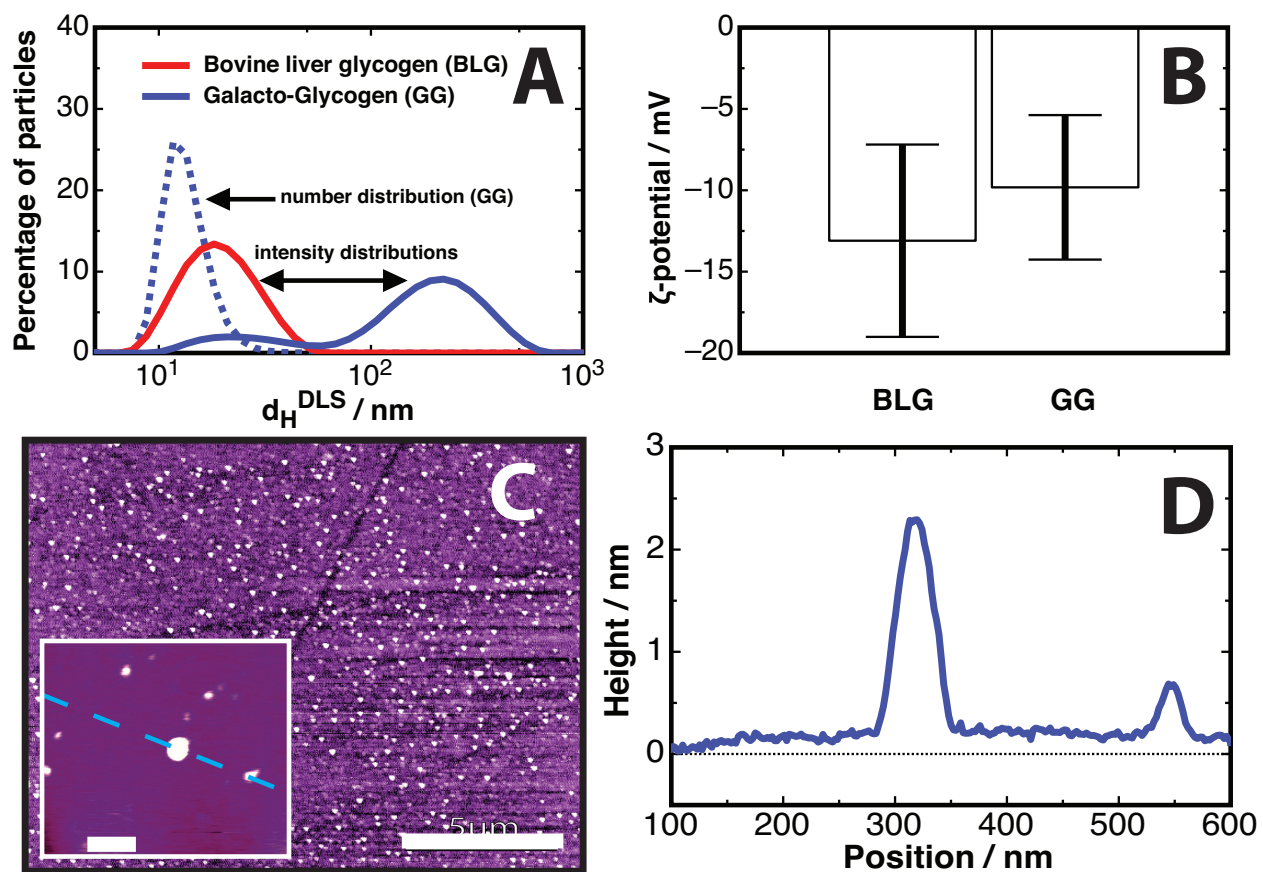 A
Percentage of particles
40
30
20
10
0
Bovine liver glycogen (BLG)
Galacto-Glycogen (GG)
number distribution (GG)
intensity distributions
10¹ 10² 10³
d_H^DLS / nm
B
ζ-potential / mV
0
−5
−10
−15
−20
BLG GG
C
5µm
D
Height / nm
3
2
1
0
100 200 300 400 500 600
Position / nm